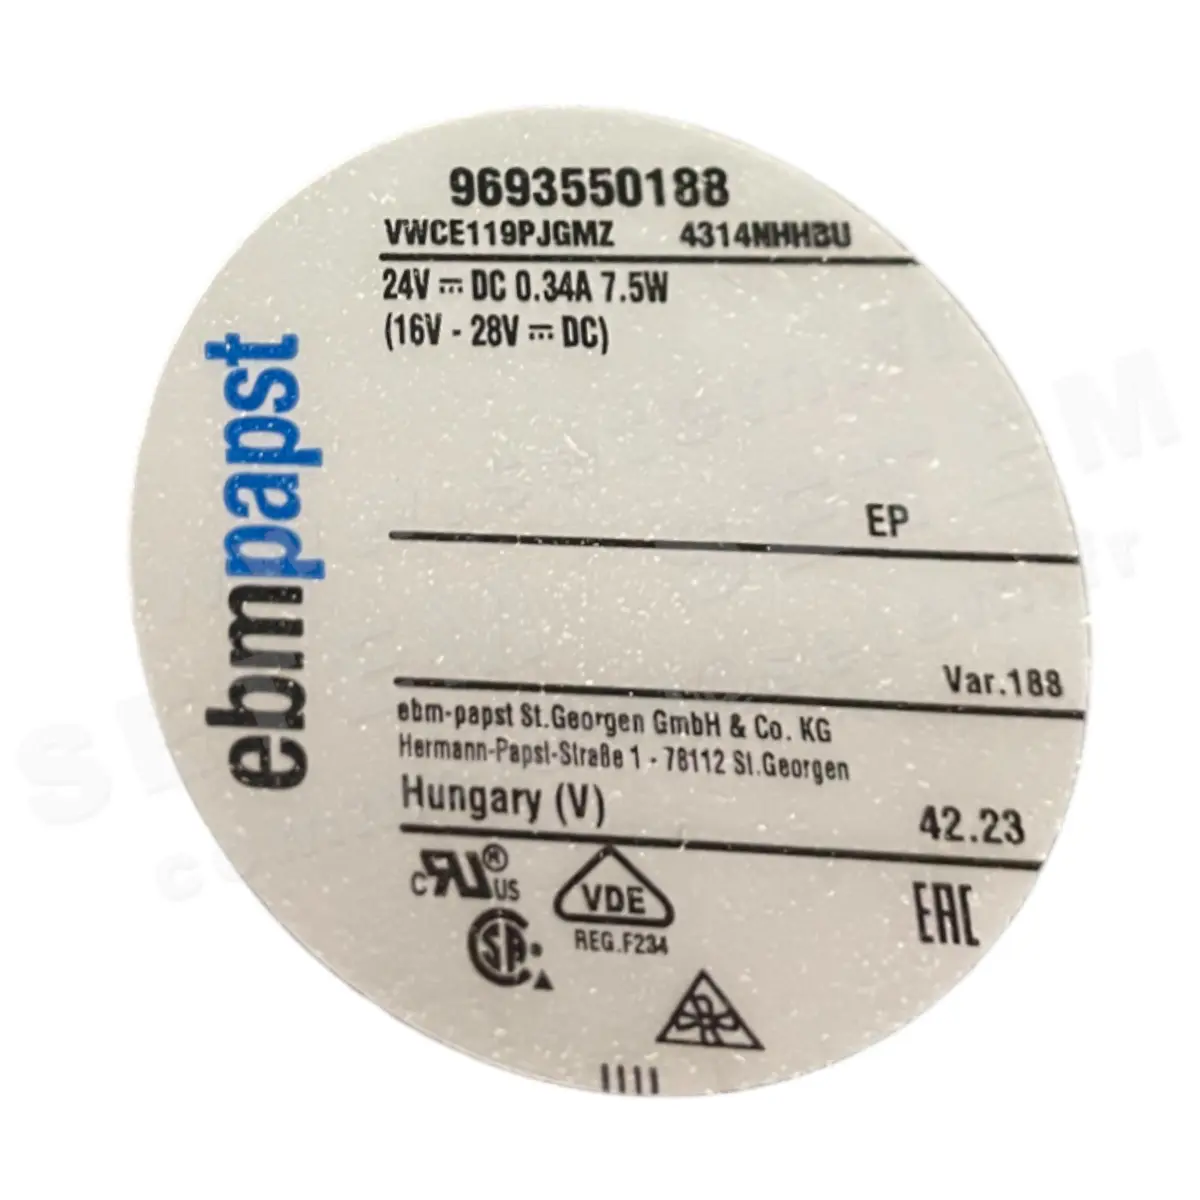 9693550188
VWCE119PJGMZ 4314NHHBU
24V ⎓ DC 0.34A 7.5W
(16V - 28V ⎓ DC)
ebmpapst
EP
Var.188
ebm-papst St.Georgen GmbH & Co. KG
Hermann-Papst-Straße 1 - 78112 St.Georgen
Hungary (V)
42.23
C RU® US
VDE
REG.F234
EAC
SA®